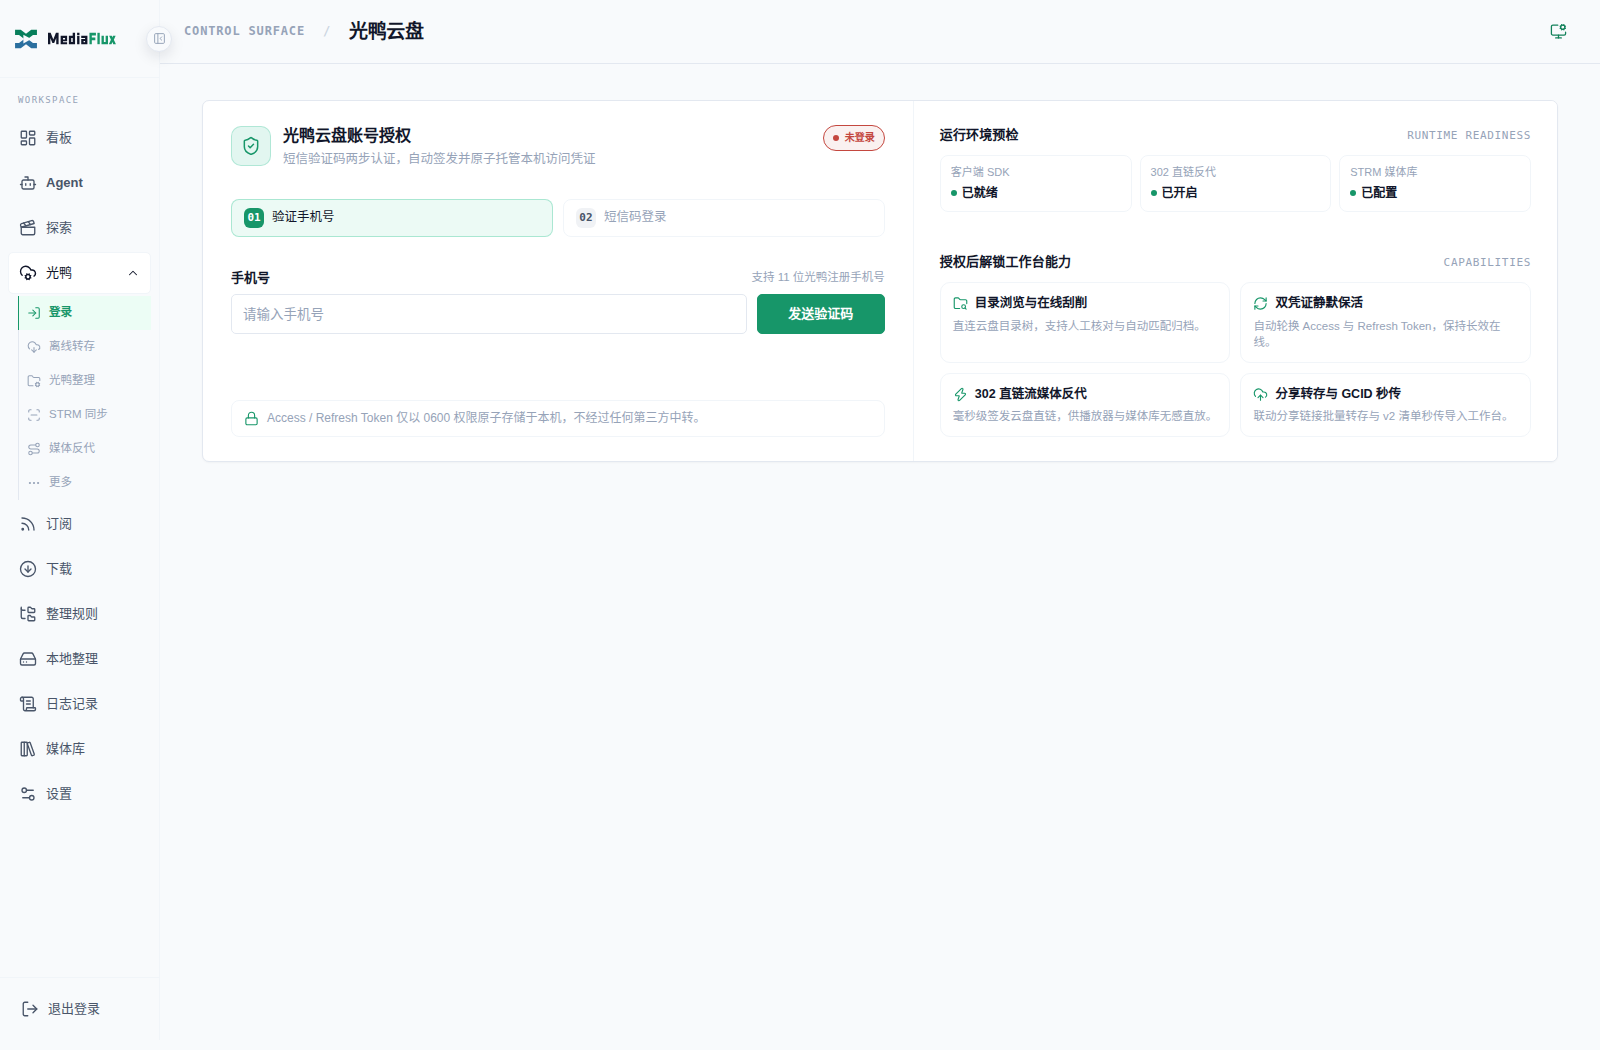 MediaFlux
CONTROL SURFACE / 光鸭云盘
WORKSPACE
看板
Agent
探索
光鸭
登录
离线转存
光鸭整理
STRM 同步
媒体反代
更多
订阅
下载
整理规则
本地整理
日志记录
媒体库
设置
退出登录
光鸭云盘账号授权
短信验证码两步认证，自动签发并原子托管本机访问凭证
未登录
01 验证手机号
02 短信码登录
手机号
支持 11 位光鸭注册手机号
请输入手机号
发送验证码
Access / Refresh Token 仅以 0600 权限原子存储于本机，不经过任何第三方中转。
运行环境预检
RUNTIME READINESS
客户端 SDK
已就绪
302 直链反代
已开启
STRM 媒体库
已配置
授权后解锁工作台能力
CAPABILITIES
目录浏览与在线刮削
直连云盘目录树，支持人工核对与自动匹配归档。
双凭证静默保活
自动轮换 Access 与 Refresh Token，保持长效在
线。
302 直链流媒体反代
毫秒级签发云盘直链，供播放器与媒体库无感直放。
分享转存与 GCID 秒传
联动分享链接批量转存与 v2 清单秒传导入工作台。